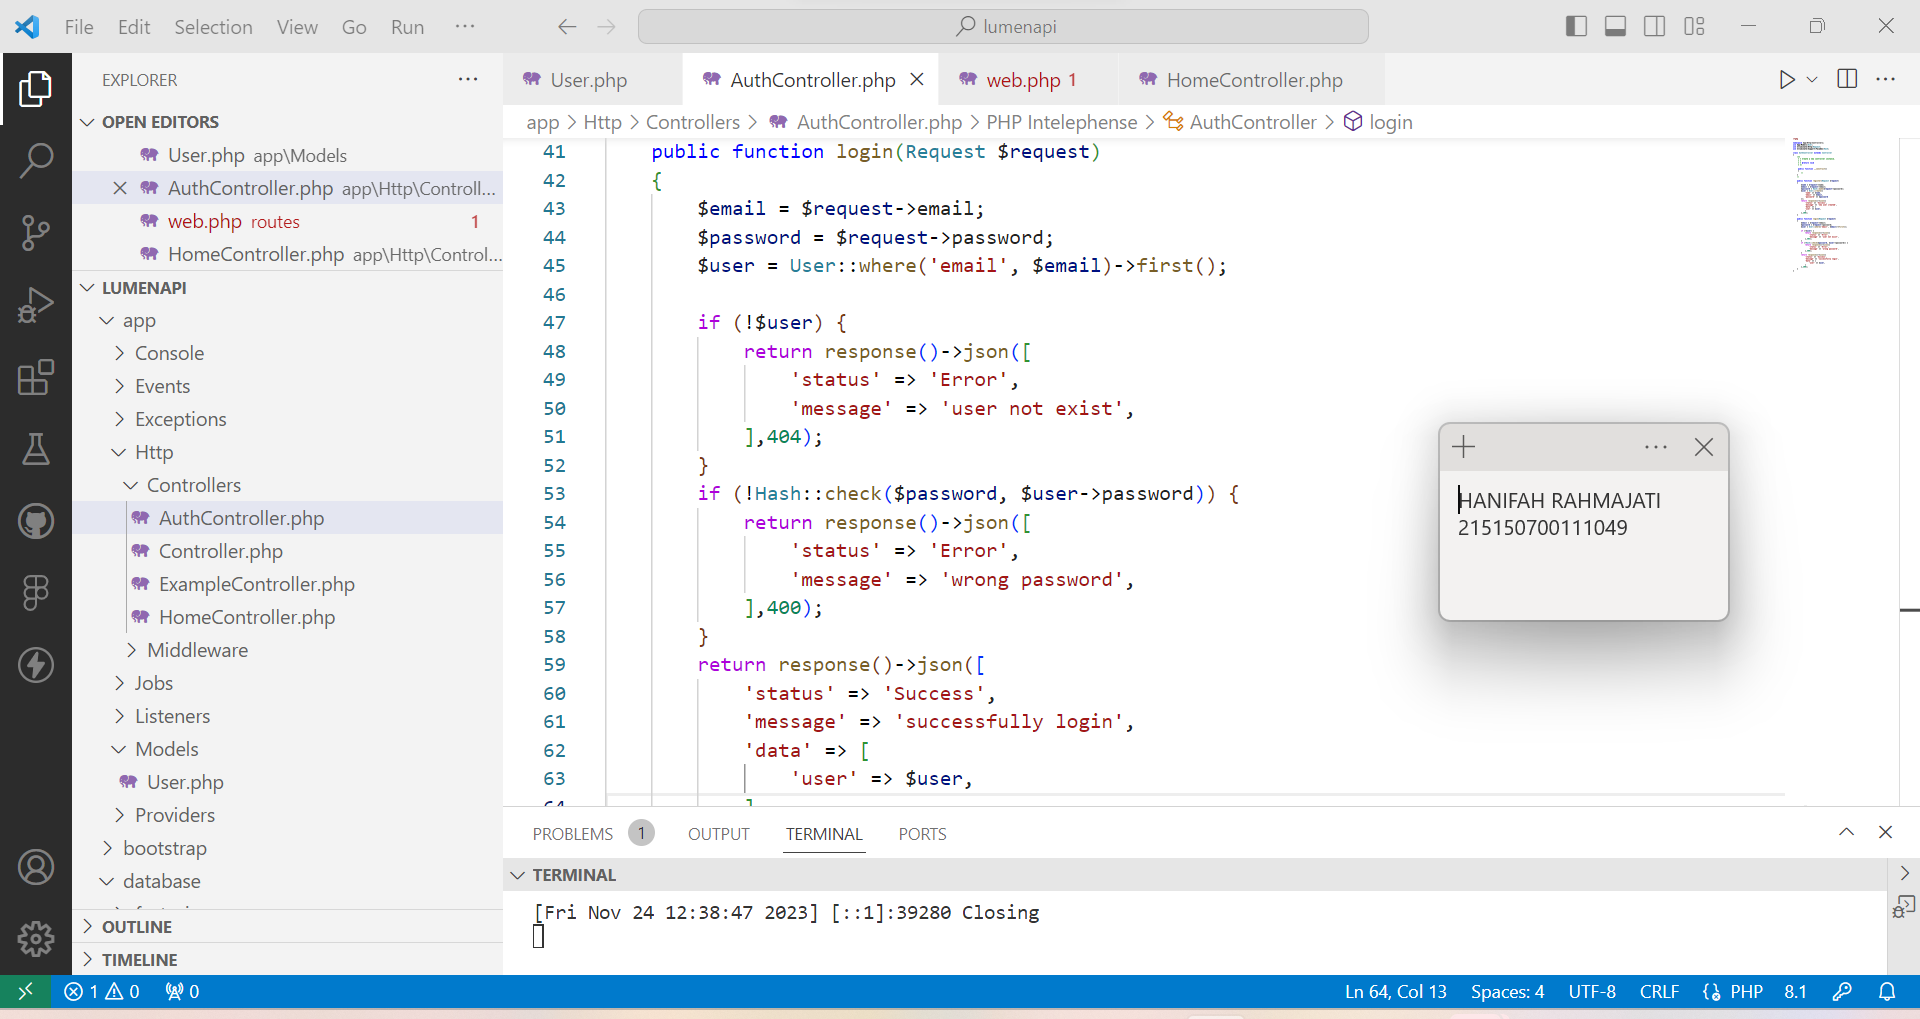 File Edit Selection View Go Run ···
lumenapi
EXPLORER
OPEN EDITORS
User.php app\Models
AuthController.php app\Http\Controll...
web.php routes 1
HomeController.php app\Http\Control...
LUMENAPI
app
Console
Events
Exceptions
Http
Controllers
AuthController.php
Controller.php
ExampleController.php
HomeController.php
Middleware
Jobs
Listeners
Models
User.php
Providers
bootstrap
database
OUTLINE
TIMELINE
User.php AuthController.php web.php 1 HomeController.php
app > Http > Controllers > AuthController.php > PHP Intelephense > AuthController > login
41 public function login(Request $request)
42 {
43 $email = $request->email;
44 $password = $request->password;
45 $user = User::where('email', $email)->first();
46
47 if (!$user) {
48 return response()->json([
49 'status' => 'Error',
50 'message' => 'user not exist',
51 ],404);
52 }
53 if (!Hash::check($password, $user->password)) {
54 return response()->json([
55 'status' => 'Error',
56 'message' => 'wrong password',
57 ],400);
58 }
59 return response()->json([
60 'status' => 'Success',
61 'message' => 'successfully login',
62 'data' => [
63 'user' => $user,
64 ]
HANIFAH RAHMAJATI
215150700111049
PROBLEMS 1 OUTPUT TERMINAL PORTS
TERMINAL
[Fri Nov 24 12:38:47 2023] [::1]:39280 Closing
1 0 0
Ln 64, Col 13 Spaces: 4 UTF-8 CRLF PHP 8.1